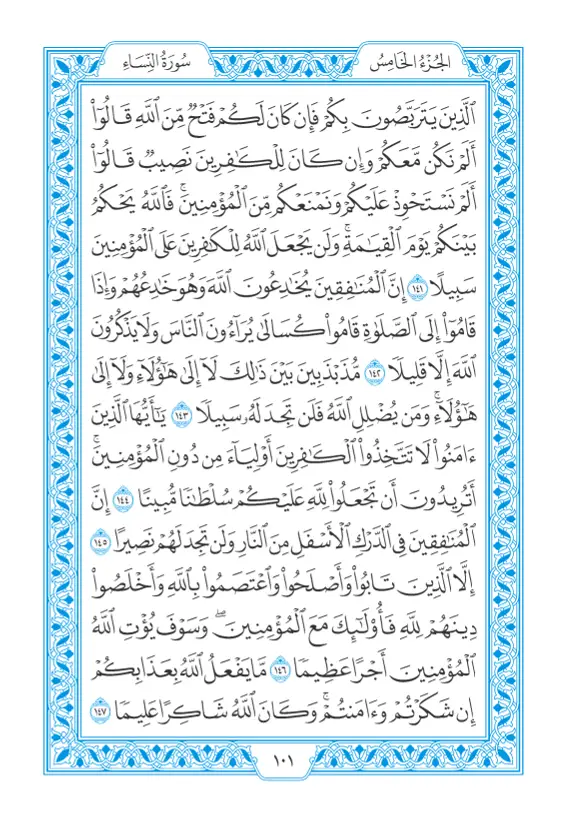 الجُزْءُ الخَامِسُ
سُورَةُ النِّسَاءِ
ٱلَّذِينَ يَتَرَبَّصُونَ بِكُمْ فَإِن كَانَ لَكُمْ فَتْحٌ مِّنَ ٱللَّهِ قَالُوٓا۟
أَلَمْ نَكُن مَّعَكُمْ وَإِن كَانَ لِلْكَٰفِرِينَ نَصِيبٌ قَالُوٓا۟
أَلَمْ نَسْتَحْوِذْ عَلَيْكُمْ وَنَمْنَعْكُم مِّنَ ٱلْمُؤْمِنِينَ ۚ فَٱللَّهُ يَحْكُمُ
بَيْنَكُمْ يَوْمَ ٱلْقِيَٰمَةِ ۗ وَلَن يَجْعَلَ ٱللَّهُ لِلْكَٰفِرِينَ عَلَى ٱلْمُؤْمِنِينَ
سَبِيلًا ١٤١ إِنَّ ٱلْمُنَٰفِقِينَ يُخَٰدِعُونَ ٱللَّهَ وَهُوَ خَٰدِعُهُمْ وَإِذَا
قَامُوٓا۟ إِلَى ٱلصَّلَوٰةِ قَامُوا۟ كُسَالَىٰ يُرَآءُونَ ٱلنَّاسَ وَلَا يَذْكُرُونَ
ٱللَّهَ إِلَّا قَلِيلًا ١٤٢ مُّذَبْذَبِينَ بَيْنَ ذَٰلِكَ لَآ إِلَىٰ هَٰٓؤُلَآءِ وَلَآ إِلَىٰ
هَٰٓؤُلَآءِ ۚ وَمَن يُضْلِلِ ٱللَّهُ فَلَن تَجِدَ لَهُۥ سَبِيلًا ١٤٣ يَٰٓأَيُّهَا ٱلَّذِينَ
ءَامَنُوا۟ لَا تَتَّخِذُوا۟ ٱلْكَٰفِرِينَ أَوْلِيَآءَ مِن دُونِ ٱلْمُؤْمِنِينَ ۚ
أَتُرِيدُونَ أَن تَجْعَلُوا۟ لِلَّهِ عَلَيْكُمْ سُلْطَٰنًا مُّبِينًا ١٤٤ إِنَّ
ٱلْمُنَٰفِقِينَ فِى ٱلدَّرْكِ ٱلْأَسْفَلِ مِنَ ٱلنَّارِ وَلَن تَجِدَ لَهُمْ نَصِيرًا ١٤٥
إِلَّا ٱلَّذِينَ تَابُوا۟ وَأَصْلَحُوا۟ وَٱعْتَصَمُوا۟ بِٱللَّهِ وَأَخْلَصُوا۟
دِينَهُمْ لِلَّهِ فَأُو۟لَٰٓئِكَ مَعَ ٱلْمُؤْمِنِينَ ۖ وَسَوْفَ يُؤْتِ ٱللَّهُ
ٱلْمُؤْمِنِينَ أَجْرًا عَظِيمًا ١٤٦ مَّا يَفْعَلُ ٱللَّهُ بِعَذَابِكُمْ
إِن شَكَرْتُمْ وَءَامَنتُمْ ۚ وَكَانَ ٱللَّهُ شَاكِرًا عَلِيمًا ١٤٧
١٠١